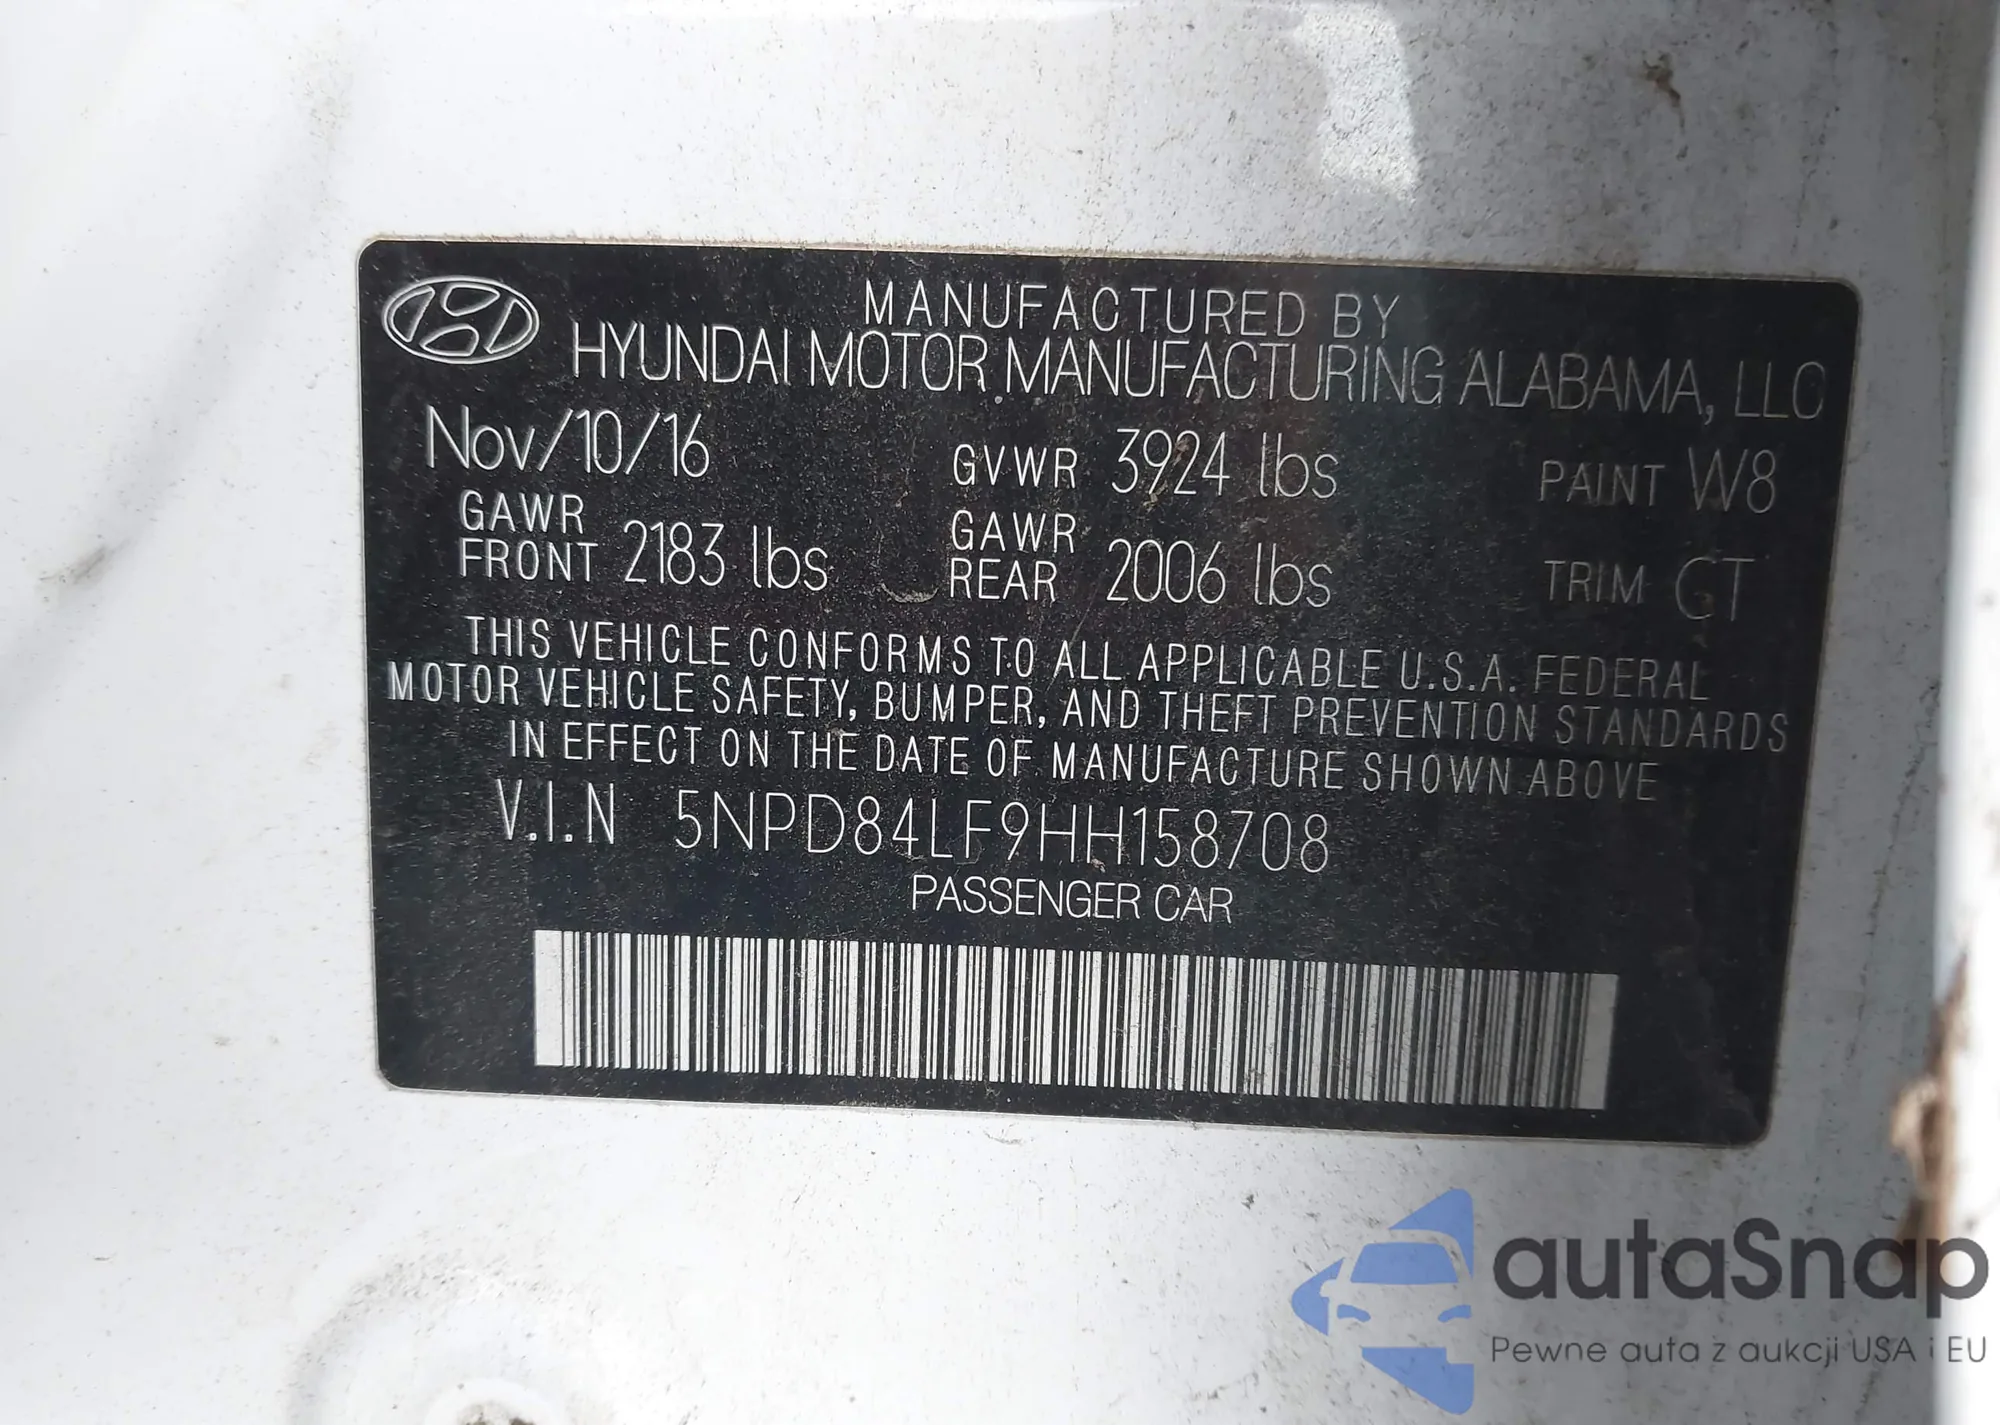 MANUFACTURED BY
HYUNDAI MOTOR MANUFACTURING ALABAMA, LLC
Nov/10/16 GVWR 3924 lbs PAINT W8
GAWR FRONT 2183 lbs GAWR REAR 2006 lbs TRIM CT
THIS VEHICLE CONFORMS TO ALL APPLICABLE U.S.A. FEDERAL
MOTOR VEHICLE SAFETY, BUMPER, AND THEFT PREVENTION STANDARDS
IN EFFECT ON THE DATE OF MANUFACTURE SHOWN ABOVE
V.I.N 5NPD84LF9HH158708
PASSENGER CAR
autaSnap
Pewne auta z aukcji USA i EU